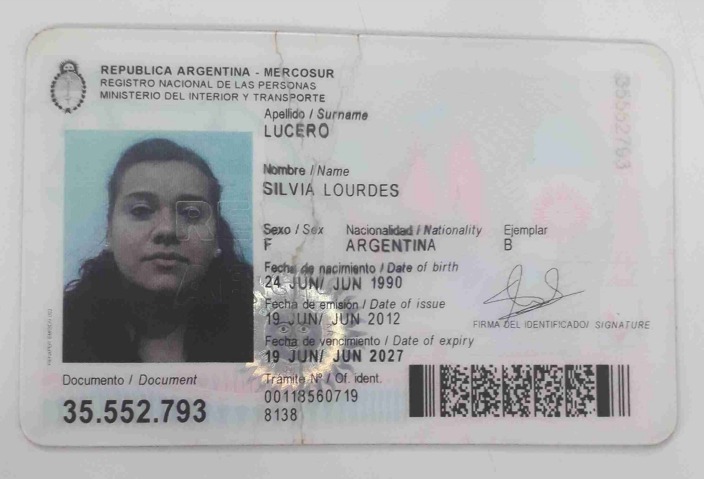 REPUBLICA ARGENTINA - MERCOSUR
REGISTRO NACIONAL DE LAS PERSONAS
MINISTERIO DEL INTERIOR Y TRANSPORTE
Apellido / Surname
LUCERO
Nombre / Name
SILVIA LOURDES
Sexo / Sex Nacionalidad / Nationality Ejemplar
F ARGENTINA B
Fecha de nacimiento / Date of birth
24 JUN/ JUN 1990
Fecha de emisión / Date of issue
19 JUN/ JUN 2012
FIRMA DEL IDENTIFICADO/ SIGNATURE
Fecha de vencimiento / Date of expiry
19 JUN/ JUN 2027
Documento / Document
35.552.793
Trámite Nº / Of. ident.
00118560719
8138
35552793